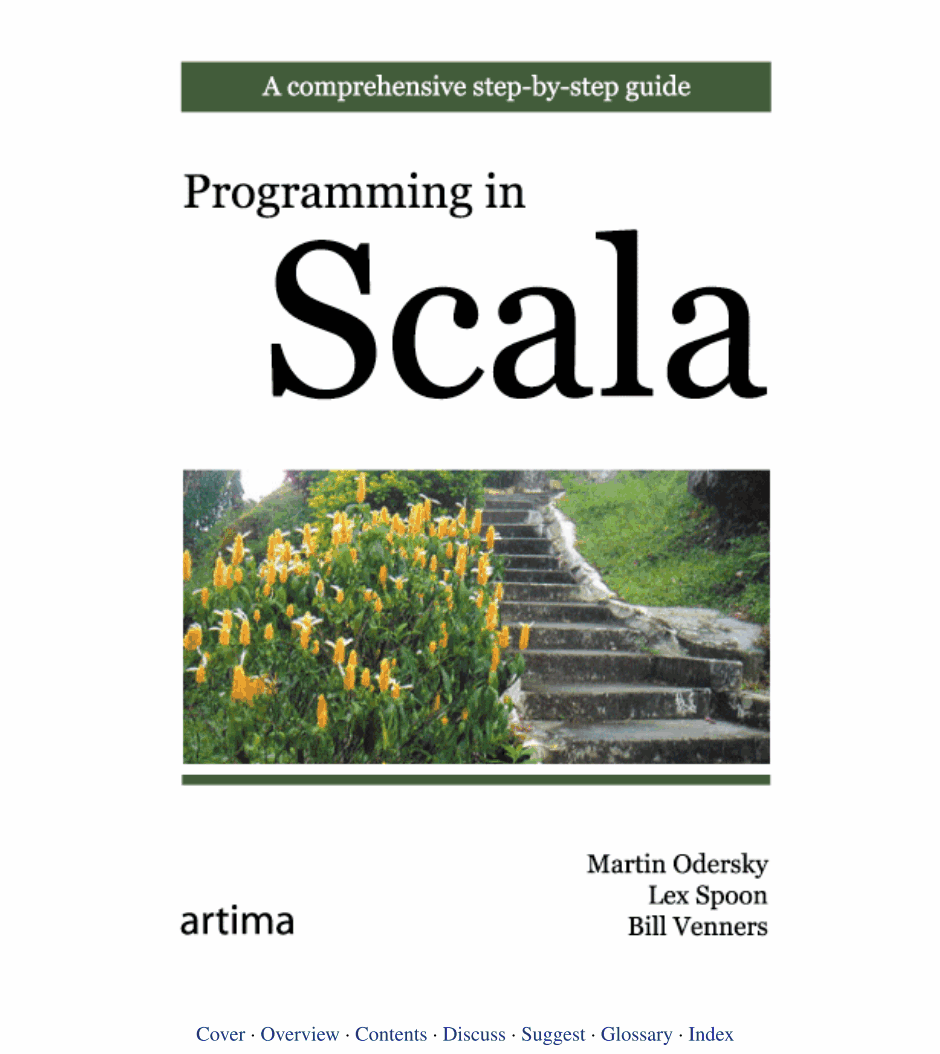 A comprehensive step-by-step guide
Programming in
Scala
Martin Odersky
Lex Spoon
Bill Venners
artima
Cover · Overview · Contents · Discuss · Suggest · Glossary · Index